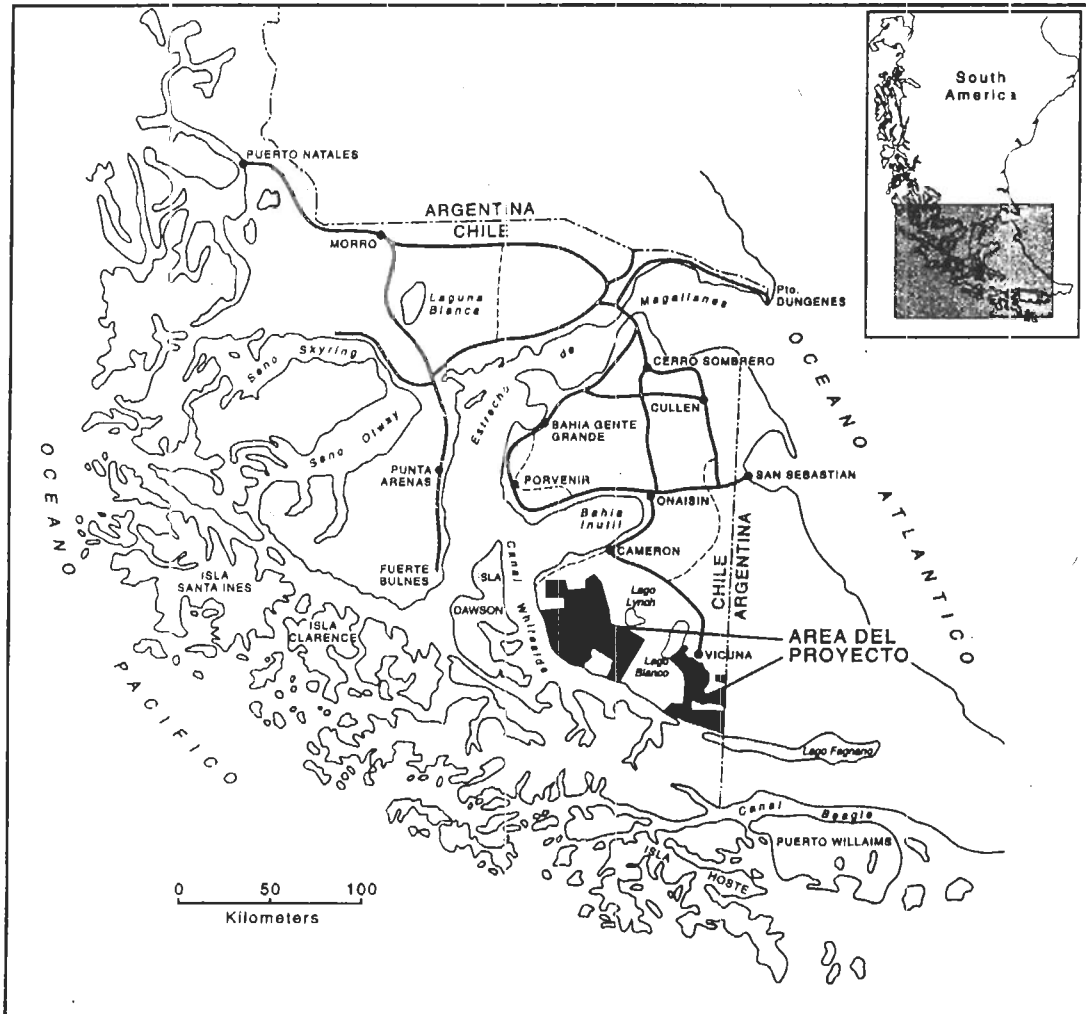 South
America
PUERTO NATALES
ARGENTINA
CHILE
MORRO
Laguna
Blanca
Magallanes
Pto.
DUNGENES
Seno Skyring
de
Estrecho
CERRO SOMBRERO
CULLEN
OCEANO ATLANTICO
Seno Otway
BAHIA GENTE
GRANDE
PUNTA
ARENAS
PORVENIR
SAN SEBASTIAN
ONAISIN
Bahia
Inutil
OCEANO PACIFICO
CAMERON
Canal Whiteside
FUERTE
BULNES
ISLA
SANTA INES
SLA
DAWSON
Lago
Lynch
CHILE
ARGENTINA
ISLA
CLARENCE
AREA DEL
PROYECTO
VICUNA
Lago
Blanco
Lago Fagnano
Canal Beagle
PUERTO WILLAIMS
ISLA
HOSTE
0 50 100
Kilometers